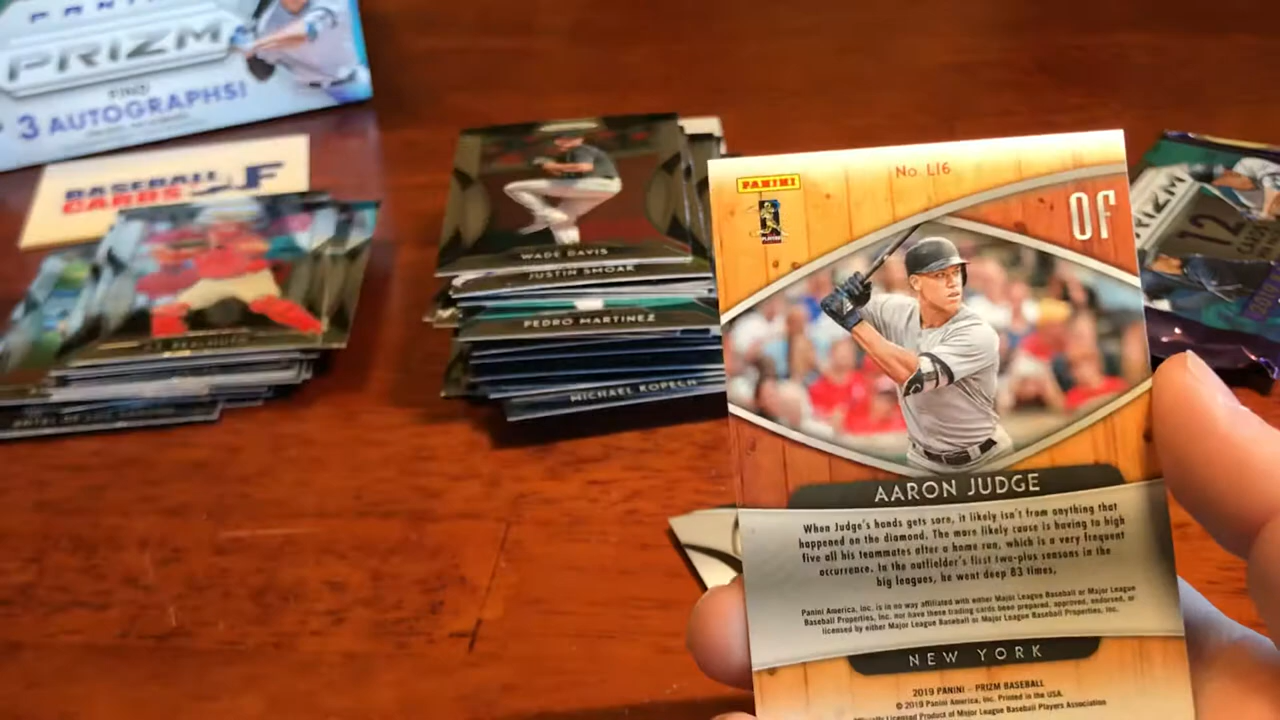 PRIZM
FIND
3 AUTOGRAPHS!
BASEBALL
CARDS
F
WADE DAVIS
JUSTIN SMOAK
PEDRO MARTINEZ
MICHAEL KOPECH
PRIZM
12
CARDS
PANINI
No. LI6
OF
AARON JUDGE
When Judge's hands gets sore, it likely isn't from anything that
happened on the diamond. The more likely cause is having to high
five all his teammates after a home run, which is a very frequent
occurrence. In the outfielder's first two-plus seasons in the
big leagues, he went deep 83 times.
Panini America, Inc. is in no way affiliated with either Major League Baseball or Major League
Baseball Properties, Inc. nor have these trading cards been prepared, approved, endorsed, or
licensed by either Major League Baseball or Major League Baseball Properties, Inc.
NEW YORK
2019 PANINI - PRIZM BASEBALL
© 2019 Panini America, Inc. Printed in the USA.
Officially Licensed Product of Major League Baseball Players Association